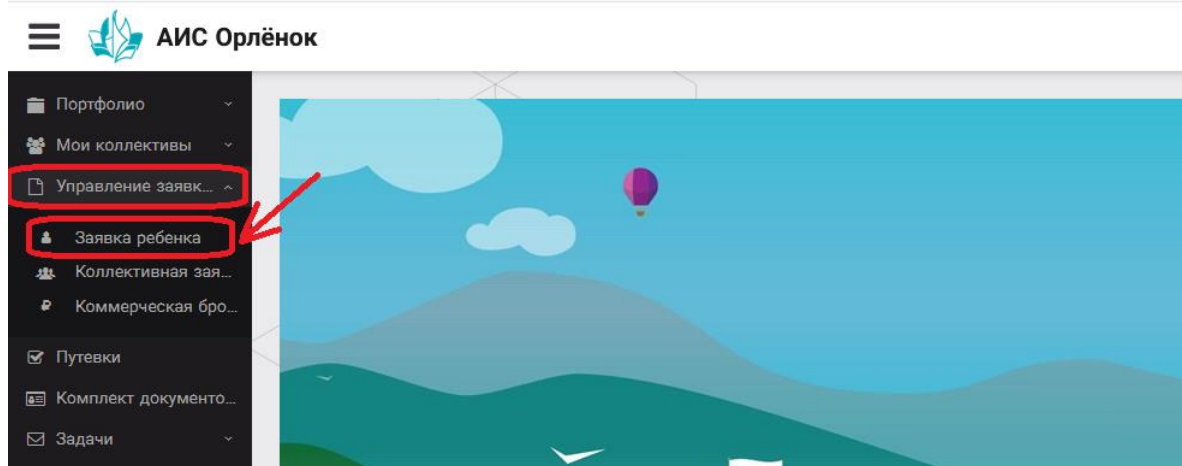 АИС Орлёнок
Портфолио
Мои коллективы
Управление заявк...
Заявка ребенка
Коллективная зая...
Коммерческая бро...
Путевки
Комплект документо...
Задачи